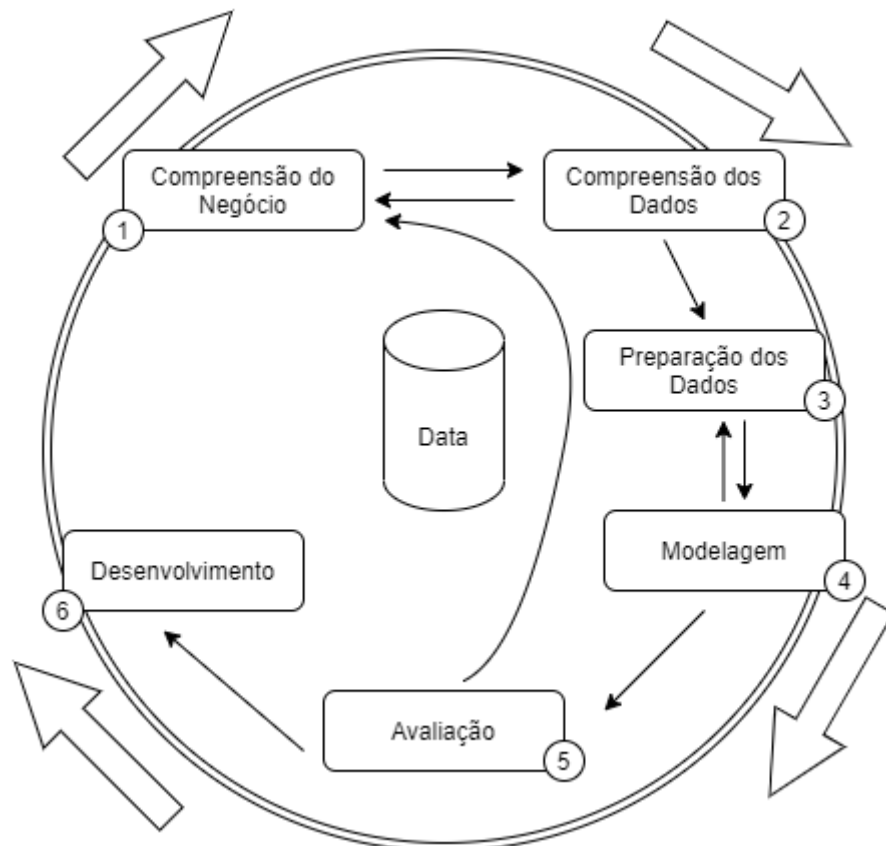 Compreensão do
Negócio
1
Compreensão dos
Dados
2
Preparação dos
Dados
3
Data
Modelagem
4
Desenvolvimento
6
Avaliação
5